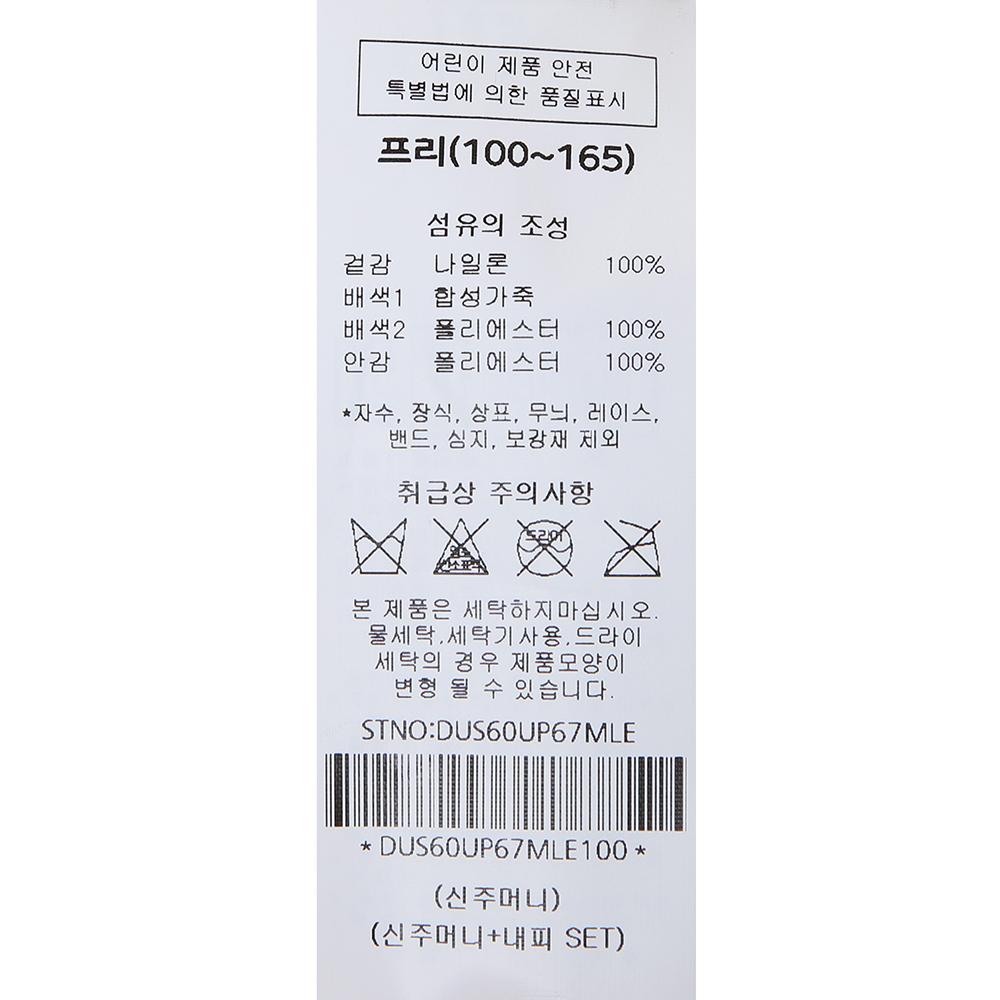 어린이 제품 안전
특별법에 의한 품질표시
프리(100~165)
섬유의 조성
겉감 나일론 100%
배색1 합성가죽
배색2 폴리에스터 100%
안감 폴리에스터 100%
*자수, 장식, 상표, 무늬, 레이스,
밴드, 심지, 보강재 제외
취급상 주의사항
드라이
염소
산소표백
본 제품은 세탁하지마십시오.
물세탁,세탁기사용,드라이
세탁의 경우 제품모양이
변형 될 수 있습니다.
STNO:DUS60UP67MLE
*DUS60UP67MLE100*
(신주머니)
(신주머니+내피 SET)